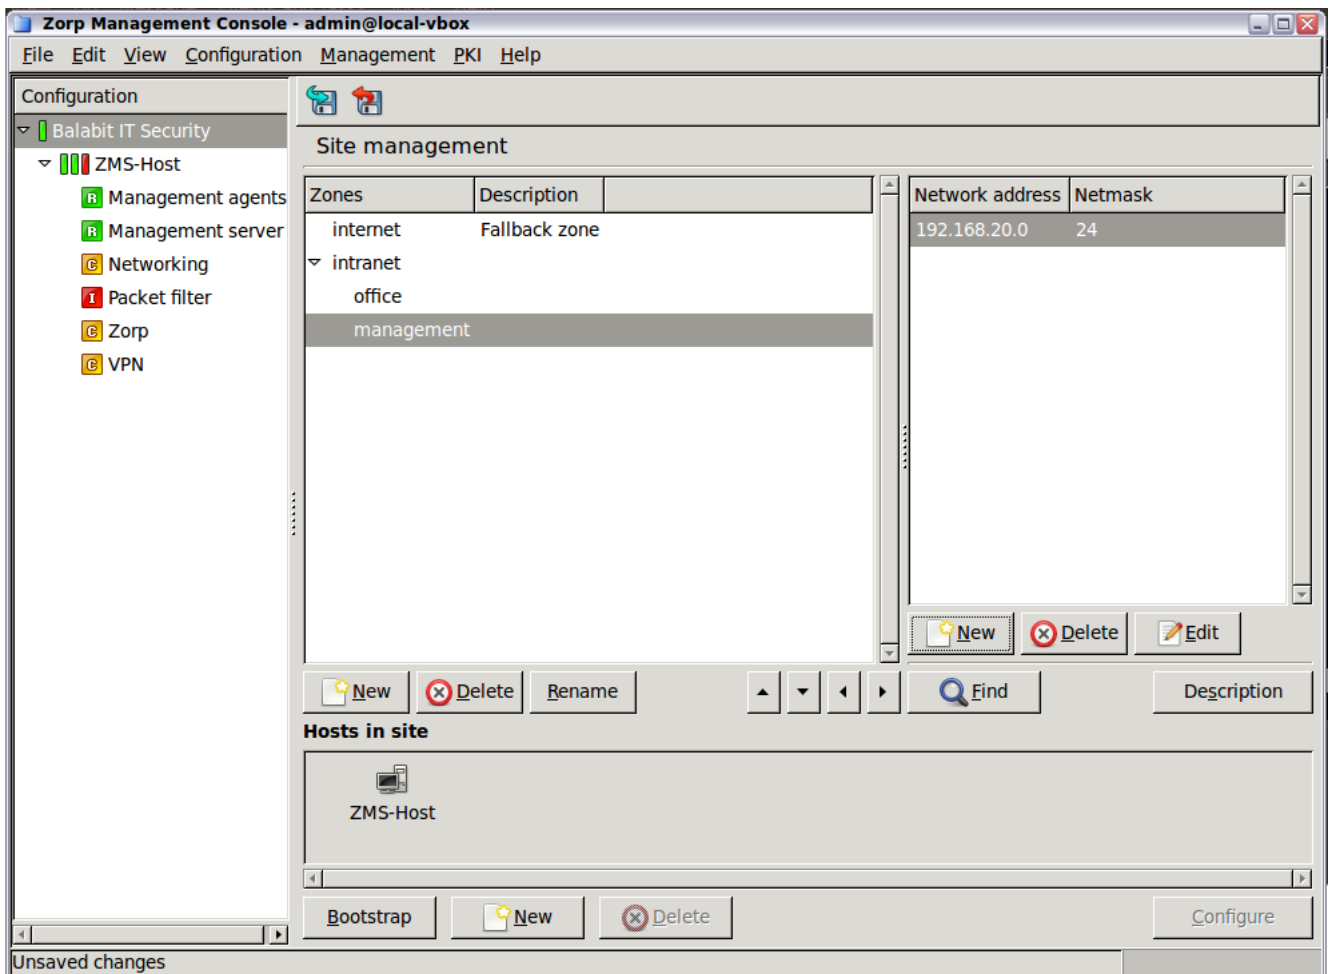 Zorp Management Console - admin@local-vbox
File Edit View Configuration Management PKI Help
Configuration
Balabit IT Security
ZMS-Host
R Management agents
R Management server
C Networking
I Packet filter
C Zorp
C VPN
Site management
Zones Description
internet Fallback zone
intranet
office
management
Network address Netmask
192.168.20.0 24
New Delete Edit
New Delete Rename
Find Description
Hosts in site
ZMS-Host
Bootstrap New Delete Configure
Unsaved changes